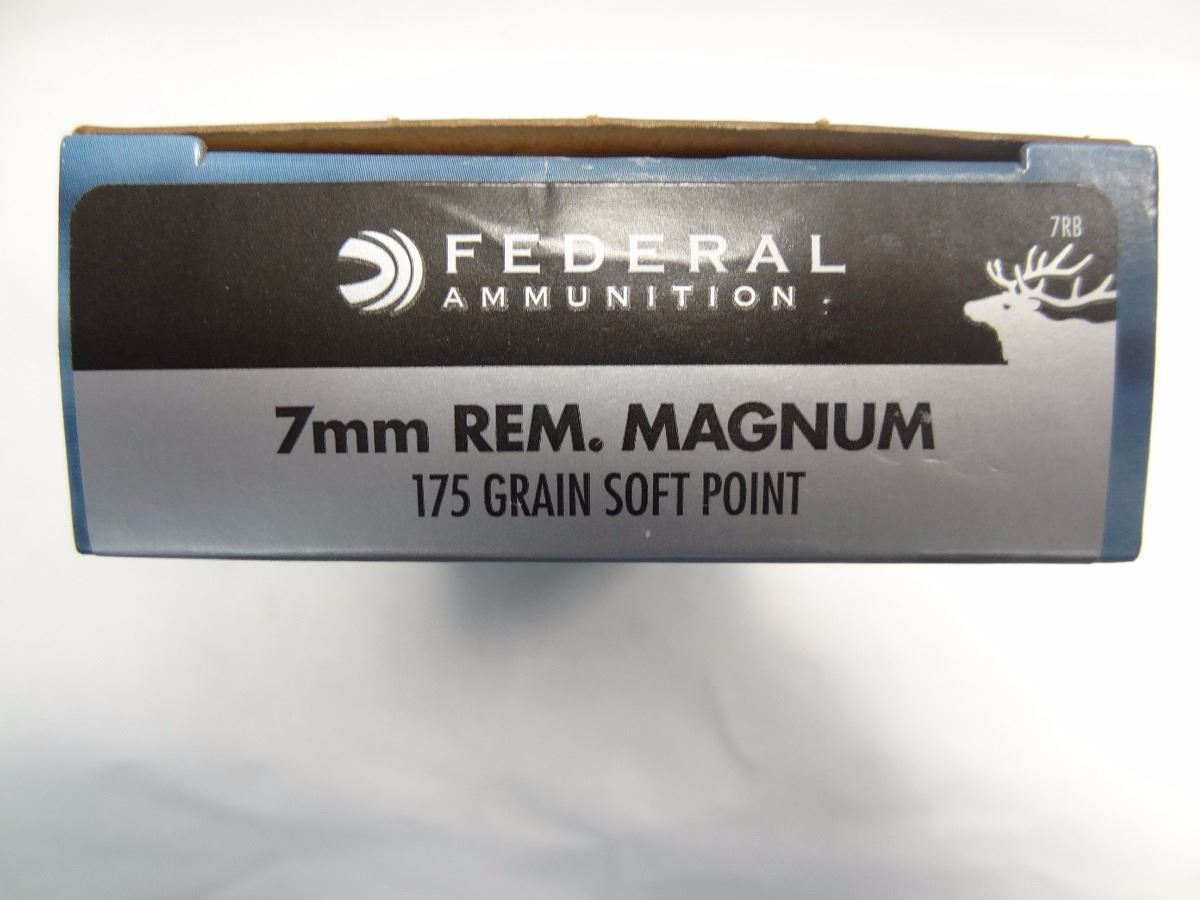 7RB
FEDERAL
AMMUNITION
7mm REM. MAGNUM
175 GRAIN SOFT POINT